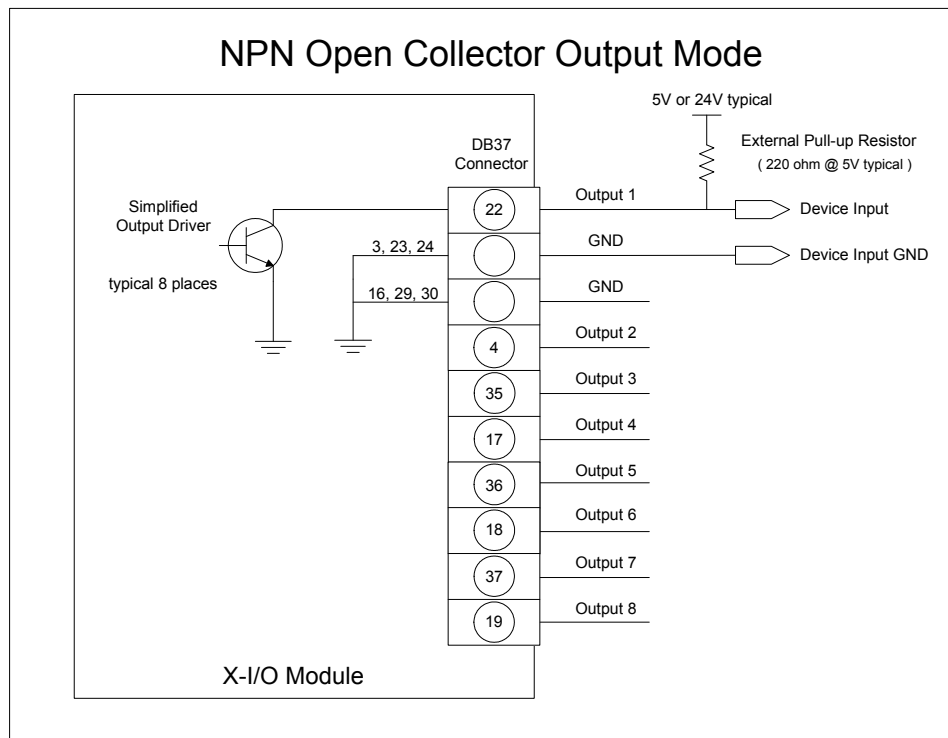 NPN Open Collector Output Mode
5V or 24V typical
DB37
Connector
External Pull-up Resistor
( 220 ohm @ 5V typical )
Simplified
Output Driver
typical 8 places
22
Output 1
Device Input
3, 23, 24
GND
Device Input GND
16, 29, 30
GND
4
Output 2
35
Output 3
17
Output 4
36
Output 5
18
Output 6
37
Output 7
19
Output 8
X-I/O Module